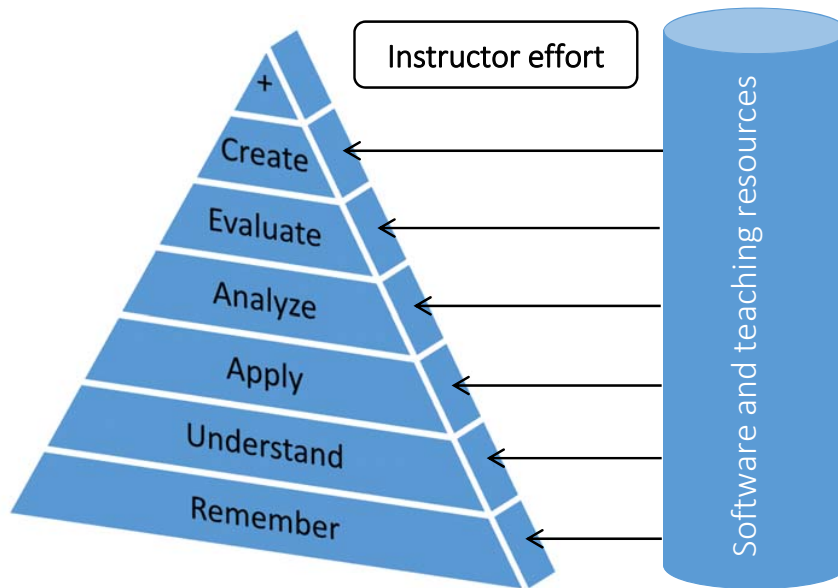 Instructor effort
+
Create
Evaluate
Analyze
Apply
Understand
Remember
Software and teaching resources